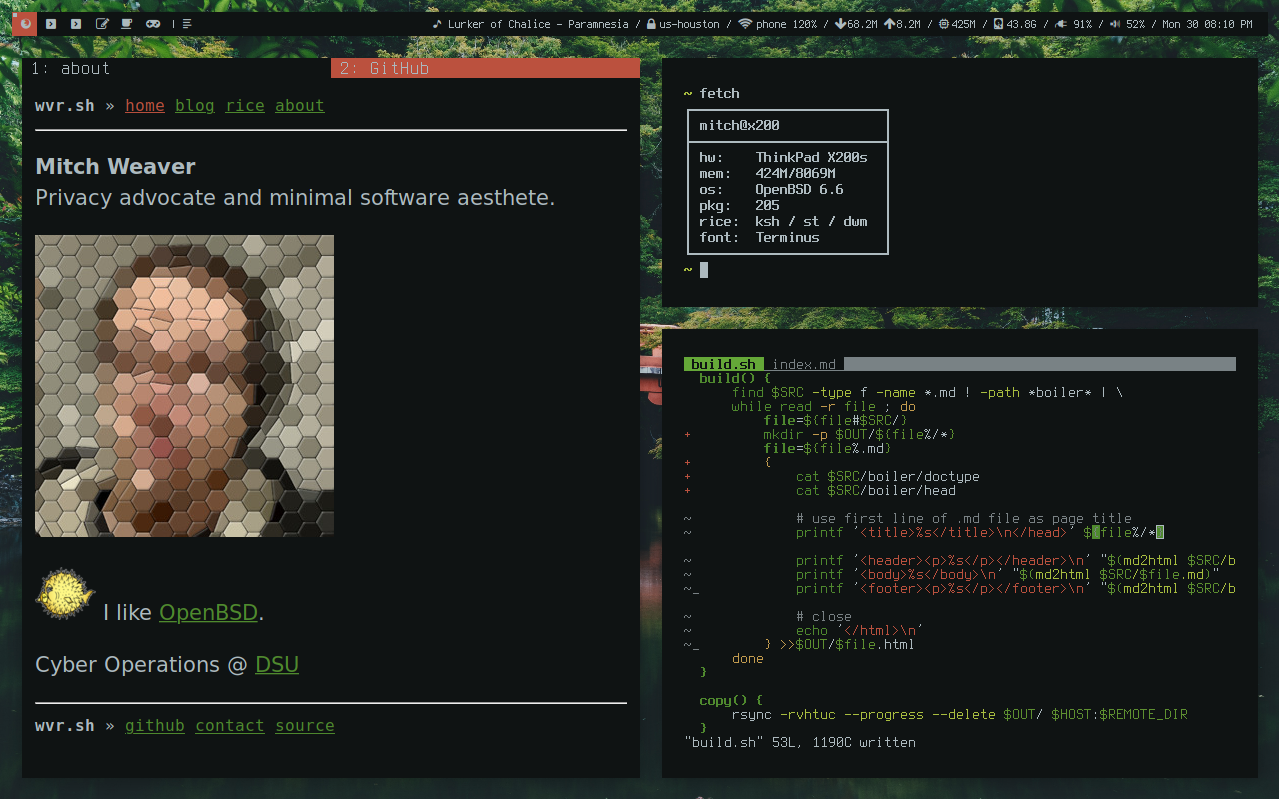 Lurker of Chalice - Paramnesia / us-houston / phone 120% / 68.2M 8.2M / 425M / 43.8G / 91% / 52% / Mon 30 08:10 PM
1: about 2: GitHub
wvr.sh » home blog rice about
Mitch Weaver
Privacy advocate and minimal software aesthete.
I like OpenBSD.
Cyber Operations @ DSU
wvr.sh » github contact source
~ fetch
mitch@x200
hw: ThinkPad X200s
mem: 424M/8069M
os: OpenBSD 6.6
pkg: 205
rice: ksh / st / dwm
font: Terminus
~
build.sh index.md
build() {
find $SRC -type f -name *.md ! -path *boiler* | \
while read -r file ; do
file=${file#$SRC/}
+ mkdir -p $OUT/${file%/*}
file=${file%.md}
+ {
+ cat $SRC/boiler/doctype
+ cat $SRC/boiler/head
~ # use first line of .md file as page title
~ printf '<title>%s</title>\n</head>' ${file%/*}
~ printf '<header><p>%s</p></header>\n' "$(md2html $SRC/b
~ printf '<body>%s</body>\n' "$(md2html $SRC/$file.md)"
~_ printf '<footer><p>%s</p></footer>\n' "$(md2html $SRC/b
~ # close
~ echo '</html>\n'
~_ } >>$OUT/$file.html
done
}
copy() {
rsync -rvhtuc --progress --delete $OUT/ $HOST:$REMOTE_DIR
}
"build.sh" 53L, 1190C written